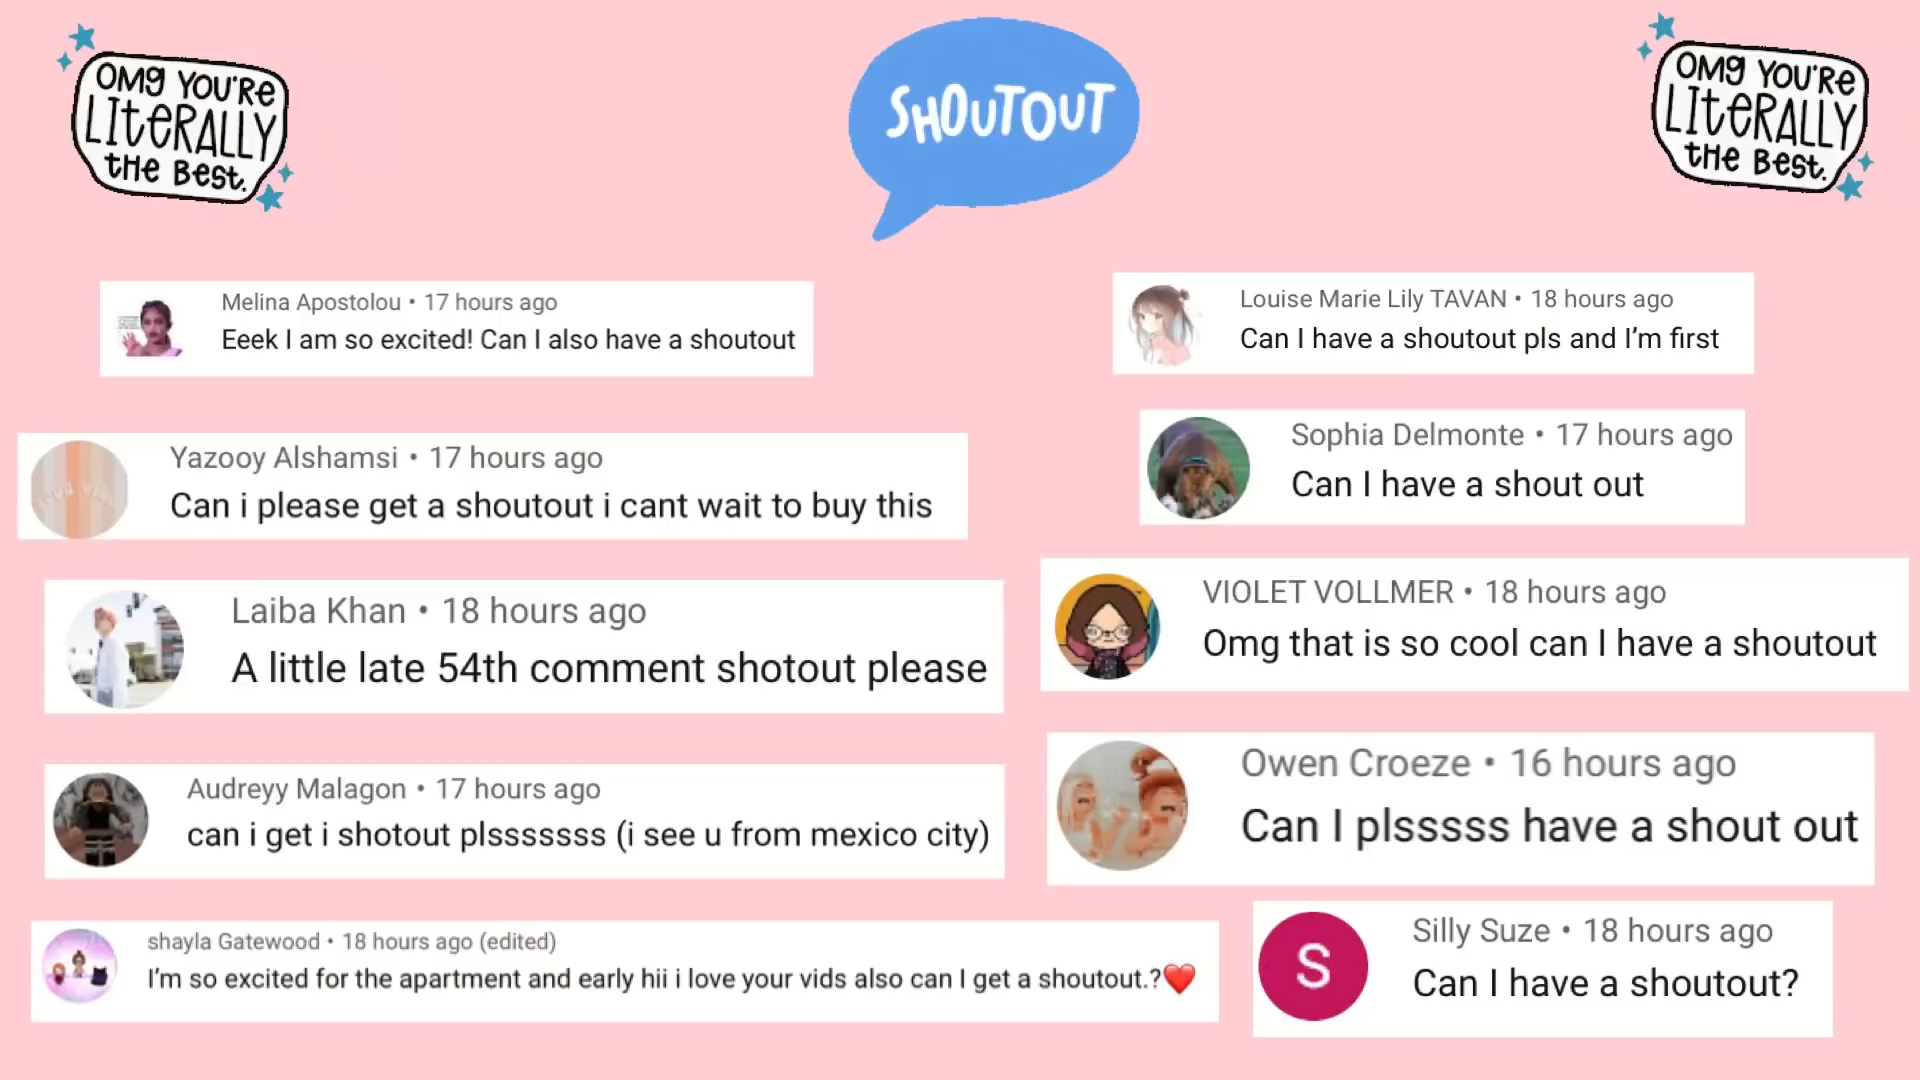 OMG YOU'RE
LITERALLY
THE BEST.
SHOUTOUT
OMG YOU'RE
LITERALLY
THE BEST.
Melina Apostolou • 17 hours ago
Eeek I am so excited! Can I also have a shoutout
Louise Marie Lily TAVAN • 18 hours ago
Can I have a shoutout pls and I’m first
Yazooy Alshamsi • 17 hours ago
Can i please get a shoutout i cant wait to buy this
Sophia Delmonte • 17 hours ago
Can I have a shout out
Laiba Khan • 18 hours ago
A little late 54th comment shotout please
VIOLET VOLLMER • 18 hours ago
Omg that is so cool can I have a shoutout
Audreyy Malagon • 17 hours ago
can i get i shotout plsssssss (i see u from mexico city)
Owen Croeze • 16 hours ago
Can I plsssss have a shout out
shayla Gatewood • 18 hours ago (edited)
I’m so excited for the apartment and early hii i love your vids also can I get a shoutout.?❤️
S
Silly Suze • 18 hours ago
Can I have a shoutout?